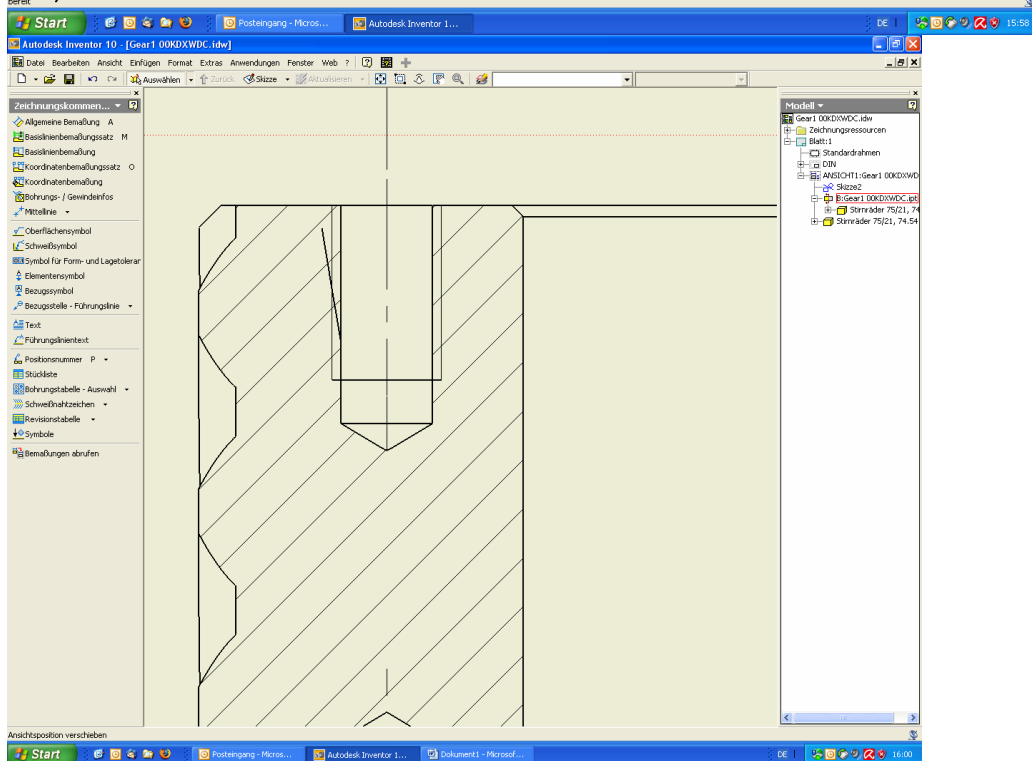 bereit
Start
Posteingang - Micros...
Autodesk Inventor 1...
DE
15:58
Autodesk Inventor 10 - [Gear1 00KDXWDC.idw]
Datei Bearbeiten Ansicht Einfügen Format Extras Anwendungen Fenster Web ?
Auswählen Zurück Skizze Aktualisieren
Zeichnungskommen...
Allgemeine Bemaßung A
Basislinienbemaßungssatz M
Basislinienbemaßung
Koordinatenbemaßungssatz O
Koordinatenbemaßung
Bohrungs- / Gewindeinfos
Mittellinie
Oberflächensymbol
Schweißsymbol
Symbol für Form- und Lagetolerar
Elementensymbol
Bezugssymbol
Bezugsstelle - Führungslinie
Text
Führungslinientext
Positionsnummer P
Stückliste
Bohrungstabelle - Auswahl
Schweißnahtzeichen
Revisionstabelle
Symbole
Bemaßungen abrufen
Modell
Gear1 00KDXWDC.idw
Zeichnungsressourcen
Blatt:1
Standardrahmen
DIN
ANSICHT1:Gear1 00KDXWD
Skizze2
B:Gear1 00KDXWDC.ipt
Stirnräder 75/21, 74
Stirnräder 75/21, 74.54
Ansichtsposition verschieben
Start
Posteingang - Micros...
Autodesk Inventor 1...
Dokument1 - Microsof...
DE
16:00